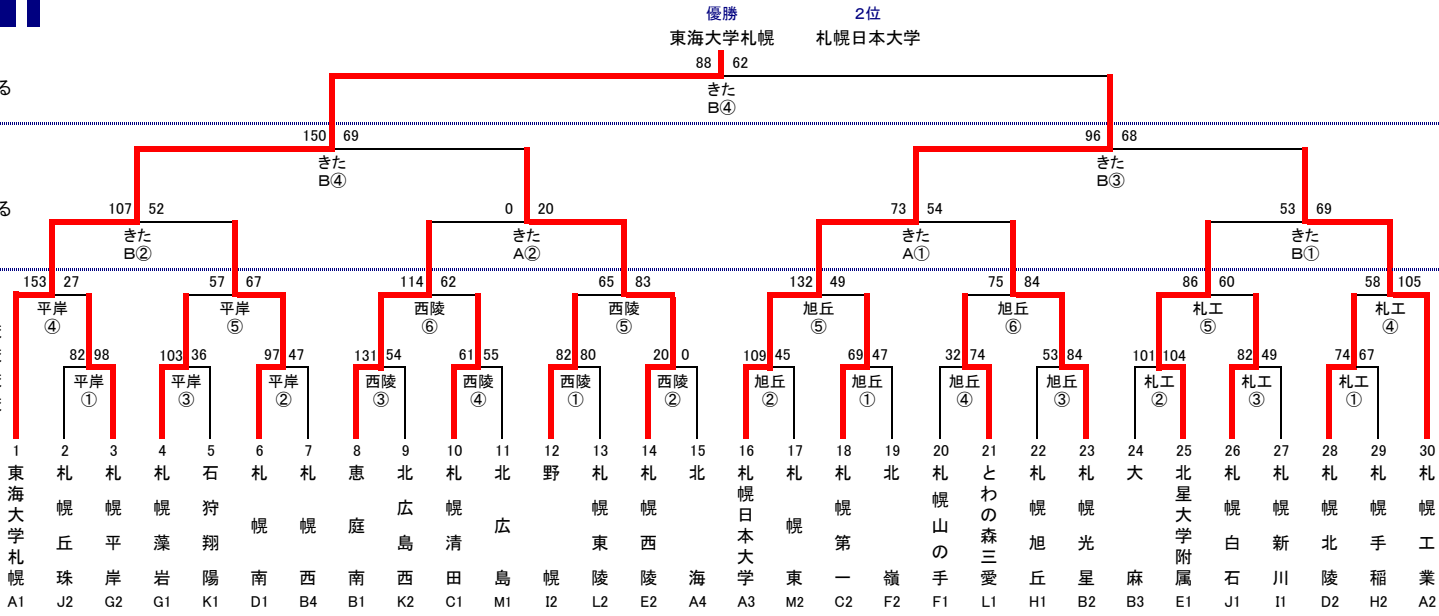 優勝 2位
東海大学札幌 札幌日本大学
88 62
る
きた
B④
150 69 96 68
きた きた
B④ B③
る
107 52 0 20 73 54 53 69
きた きた きた きた
B② A② A① B①
153 27 57 67 114 62 65 83 132 49 75 84 86 60 58 105
平岸 平岸 西陵 西陵 旭丘 旭丘 札工 札工
④ ⑤ ⑥ ⑤ ⑤ ⑥ ⑤ ④
82 98 103 36 97 47 131 54 61 55 82 80 20 0 109 45 69 47 32 74 53 84 101 104 82 49 74 67
平岸 平岸 平岸 西陵 西陵 西陵 西陵 旭丘 旭丘 旭丘 旭丘 札工 札工 札工
① ③ ② ③ ④ ① ② ② ① ④ ③ ② ③ ①
1 2 3 4 5 6 7 8 9 10 11 12 13 14 15 16 17 18 19 20 21 22 23 24 25 26 27 28 29 30
東海大学札幌
札幌丘珠
札幌平岸
札幌藻岩
石狩翔陽
札幌南
札幌西
恵庭南
北広島西
札幌清田
北広島
野幌
札幌東陵
札幌西陵
北海
札幌日本大学
札幌東
札幌第一
北嶺
札幌山の手
とわの森三愛
札幌旭丘
札幌光星
大麻
北星大学附属
札幌白石
札幌新川
札幌北陵
札幌手稲
札幌工業
A1 J2 G2 G1 K1 D1 B4 B1 K2 C1 M1 I2 L2 E2 A4 A3 M2 C2 F2 F1 L1 H1 B2 B3 E1 J1 I1 D2 H2 A2